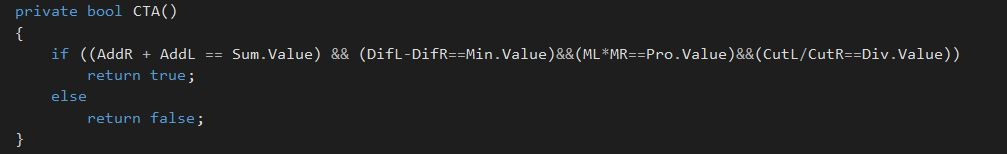 private bool CTA()
{
    if ((AddR + AddL == Sum.Value) && (DifL-DifR==Min.Value)&&(ML*MR==Pro.Value)&&(CutL/CutR==Div.Value))
        return true;
    else
        return false;
}